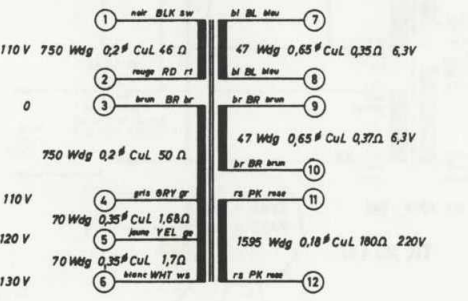 1 noir BLK sw
bl BL bleu 7
110 V 750 Wdg 0,2 ø CuL 46 Ω
47 Wdg 0,65 ø CuL 0,35Ω 6,3V
2 rouge RD rt
bl BL bleu 8
0 3 brun BR br
br BR brun 9
750 Wdg 0,2 ø CuL 50 Ω
47 Wdg 0,65 ø CuL 0,37Ω 6,3V
br BR brun 10
110 V 4 gris GRY gr
rs PK rose 11
70 Wdg 0,35ø CuL 1,68Ω
120 V 5 jaune YEL ge
1595 Wdg 0,18ø CuL 180Ω 220V
70 Wdg 0,35ø CuL 1,7Ω
130 V 6 blanc WHT ws
rs PK rose 12